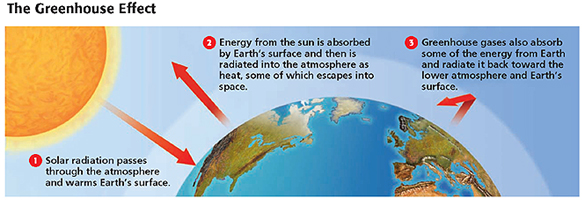 The Greenhouse Effect
1 Solar radiation passes
through the atmosphere
and warms Earth's surface.
2 Energy from the sun is absorbed
by Earth's surface and then is
radiated into the atmosphere as
heat, some of which escapes into
space.
3 Greenhouse gases also absorb
some of the energy from Earth
and radiate it back toward the
lower atmosphere and Earth's
surface.